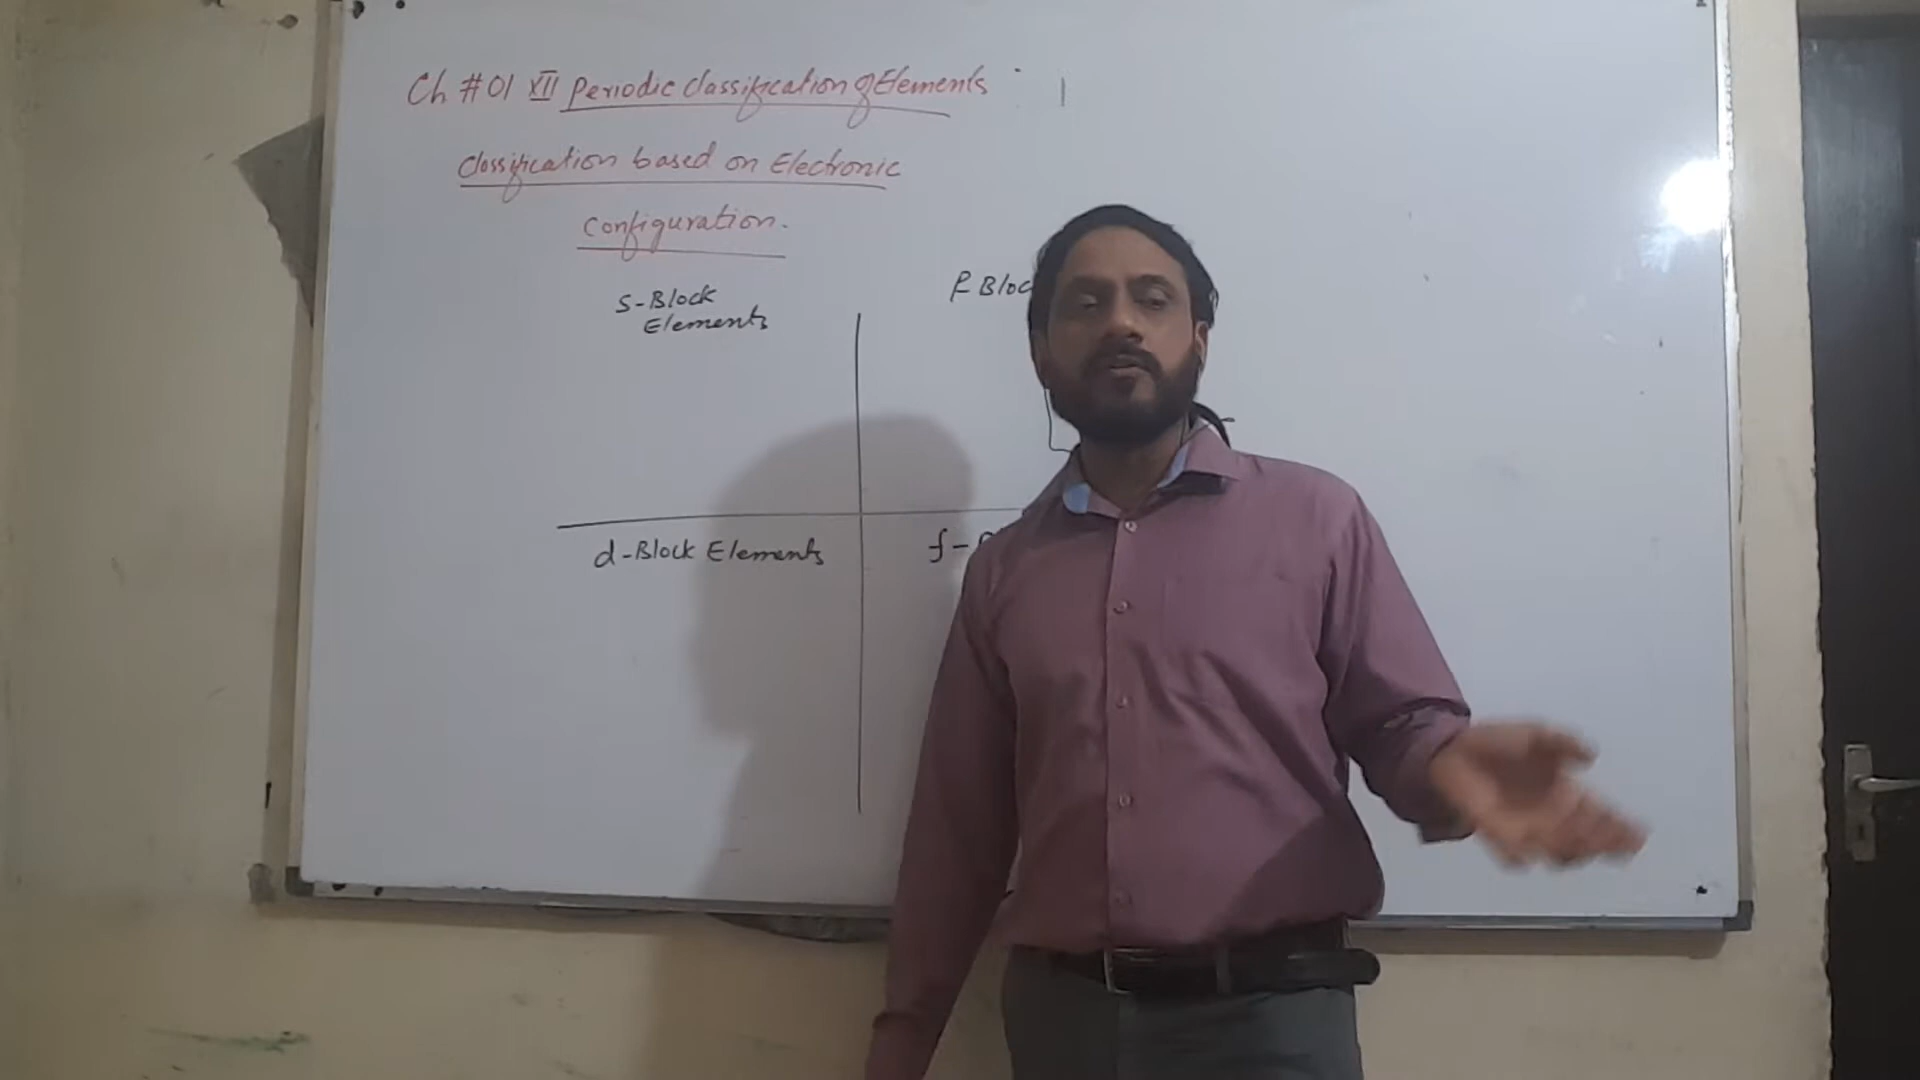 Ch #01 XII Periodic Classification of Elements :
Classification based on Electronic
Configuration.
S-Block
Elements
P Bloc
d-Block Elements
f-